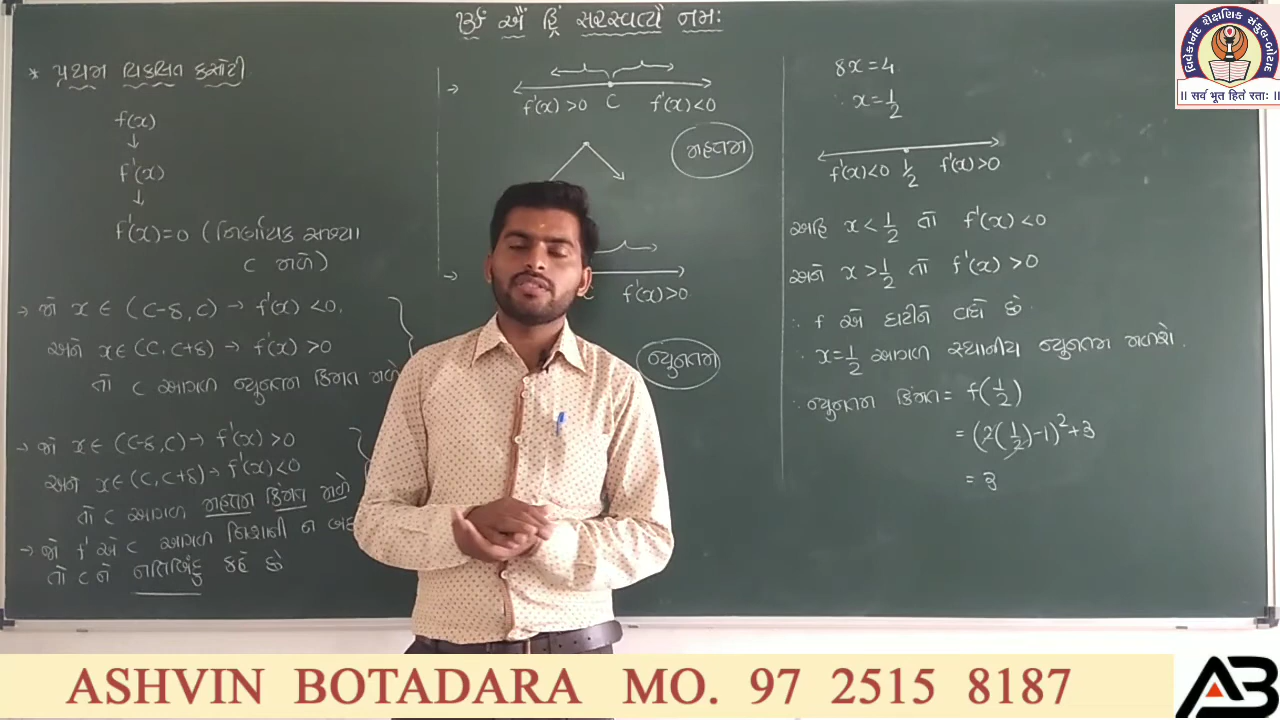 ૐ ઐં હ્રિં સરસ્વત્યૈ નમઃ
* પ્રથમ વિકલિત કસોટી
f(x)
↓
f'(x)
↓
f'(x)=0 (નિર્ણાયક સંખ્યા
C મળે)
→ જો x ∈ (C-δ, C) → f'(x) <0.
અને x∈ (C, C+δ) → f'(x) >0
તો C આગળ ન્યુનતમ કિંમત મળે
→ જો x ∈ (C-δ, C) → f'(x) >0
અને x∈ (C, C+δ) → f'(x) <0
તો C આગળ મહત્તમ કિંમત મળે
→ જો f' એ C આગળ નિશાની ન
તો C ને નતિબિંદુ કહે છે
→
f'(x) >0 C f'(x) <0
મહત્તમ
→
f'(x) >0
ન્યુનતમ
8x=4
∴ x=1/2
f'(x) <0 1/2 f'(x) >0
અહિ x < 1/2 તો f'(x) <0
અને x > 1/2 તો f'(x) >0
∴ f એ ઘટીને વધે છે.
∴ x=1/2 આગળ સ્થાનીય ન્યુનતમ મળશે.
∴ ન્યુનતમ કિંમત = f(1/2)
= (2(1/2)-1)² +3
= 3
વિવેકાનંદ શૈક્ષણિક સંકુલ-બોટાદ
॥ सर्व भूत हिते रताः ॥
ASHVIN BOTADARA MO. 97 2515 8187
AB